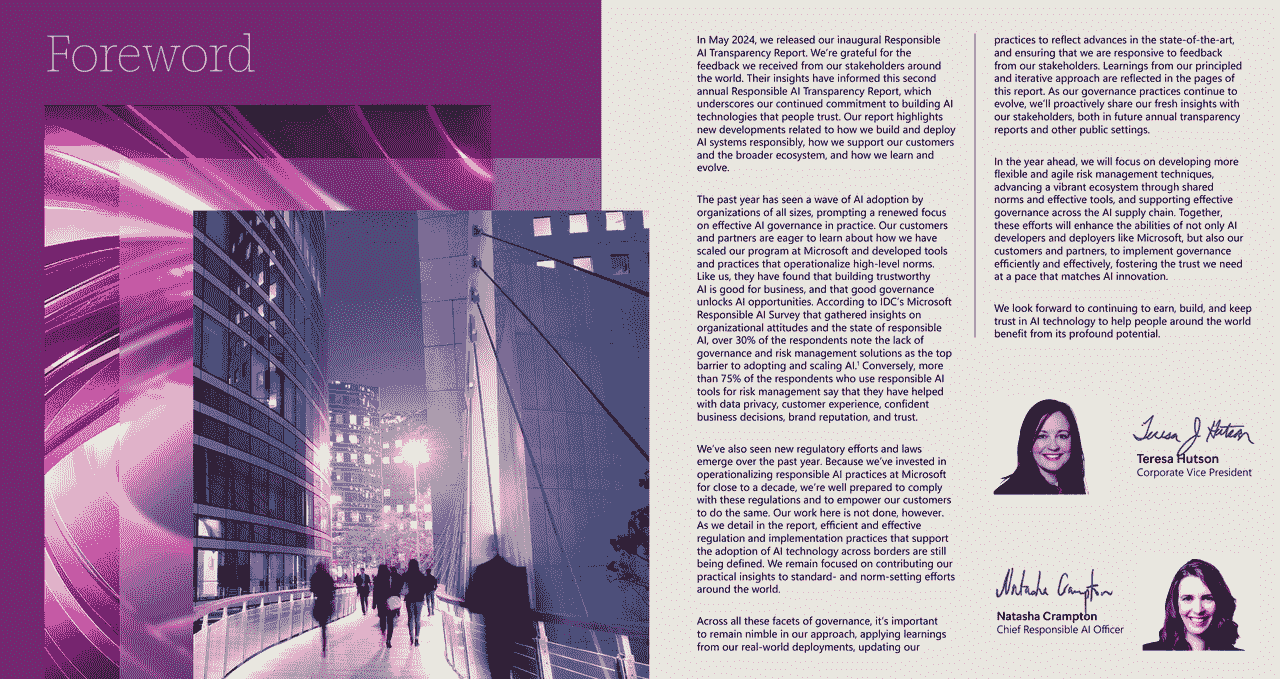 Foreword
In May 2024, we released our inaugural Responsible
AI Transparency Report. We're grateful for the
feedback we received from our stakeholders around
the world. Their insights have informed this second
annual Responsible AI Transparency Report, which
underscores our continued commitment to building AI
technologies that people trust. Our report highlights
new developments related to how we build and deploy
AI systems responsibly, how we support our customers
and the broader ecosystem, and how we learn and
evolve.
The past year has seen a wave of AI adoption by
organizations of all sizes, prompting a renewed focus
on effective AI governance in practice. Our customers
and partners are eager to learn about how we have
scaled our program at Microsoft and developed tools
and practices that operationalize high-level norms.
Like us, they have found that building trustworthy
AI is good for business, and that good governance
unlocks AI opportunities. According to IDC's Microsoft
Responsible AI Survey that gathered insights on
organizational attitudes and the state of responsible
AI, over 30% of the respondents note the lack of
governance and risk management solutions as the top
barrier to adopting and scaling AI.¹ Conversely, more
than 75% of the respondents who use responsible AI
tools for risk management say that they have helped
with data privacy, customer experience, confident
business decisions, brand reputation, and trust.
We've also seen new regulatory efforts and laws
emerge over the past year. Because we've invested in
operationalizing responsible AI practices at Microsoft
for close to a decade, we're well prepared to comply
with these regulations and to empower our customers
to do the same. Our work here is not done, however.
As we detail in the report, efficient and effective
regulation and implementation practices that support
the adoption of AI technology across borders are still
being defined. We remain focused on contributing our
practical insights to standard- and norm-setting efforts
around the world.
Across all these facets of governance, it's important
to remain nimble in our approach, applying learnings
from our real-world deployments, updating our
practices to reflect advances in the state-of-the-art,
and ensuring that we are responsive to feedback
from our stakeholders. Learnings from our principled
and iterative approach are reflected in the pages of
this report. As our governance practices continue to
evolve, we'll proactively share our fresh insights with
our stakeholders, both in future annual transparency
reports and other public settings.
In the year ahead, we will focus on developing more
flexible and agile risk management techniques,
advancing a vibrant ecosystem through shared
norms and effective tools, and supporting effective
governance across the AI supply chain. Together,
these efforts will enhance the abilities of not only AI
developers and deployers like Microsoft, but also our
customers and partners, to implement governance
efficiently and effectively, fostering the trust we need
at a pace that matches AI innovation.
We look forward to continuing to earn, build, and keep
trust in AI technology to help people around the world
benefit from its profound potential.
Teresa J Hutson
Teresa Hutson
Corporate Vice President
Natasha Crampton
Natasha Crampton
Chief Responsible AI Officer